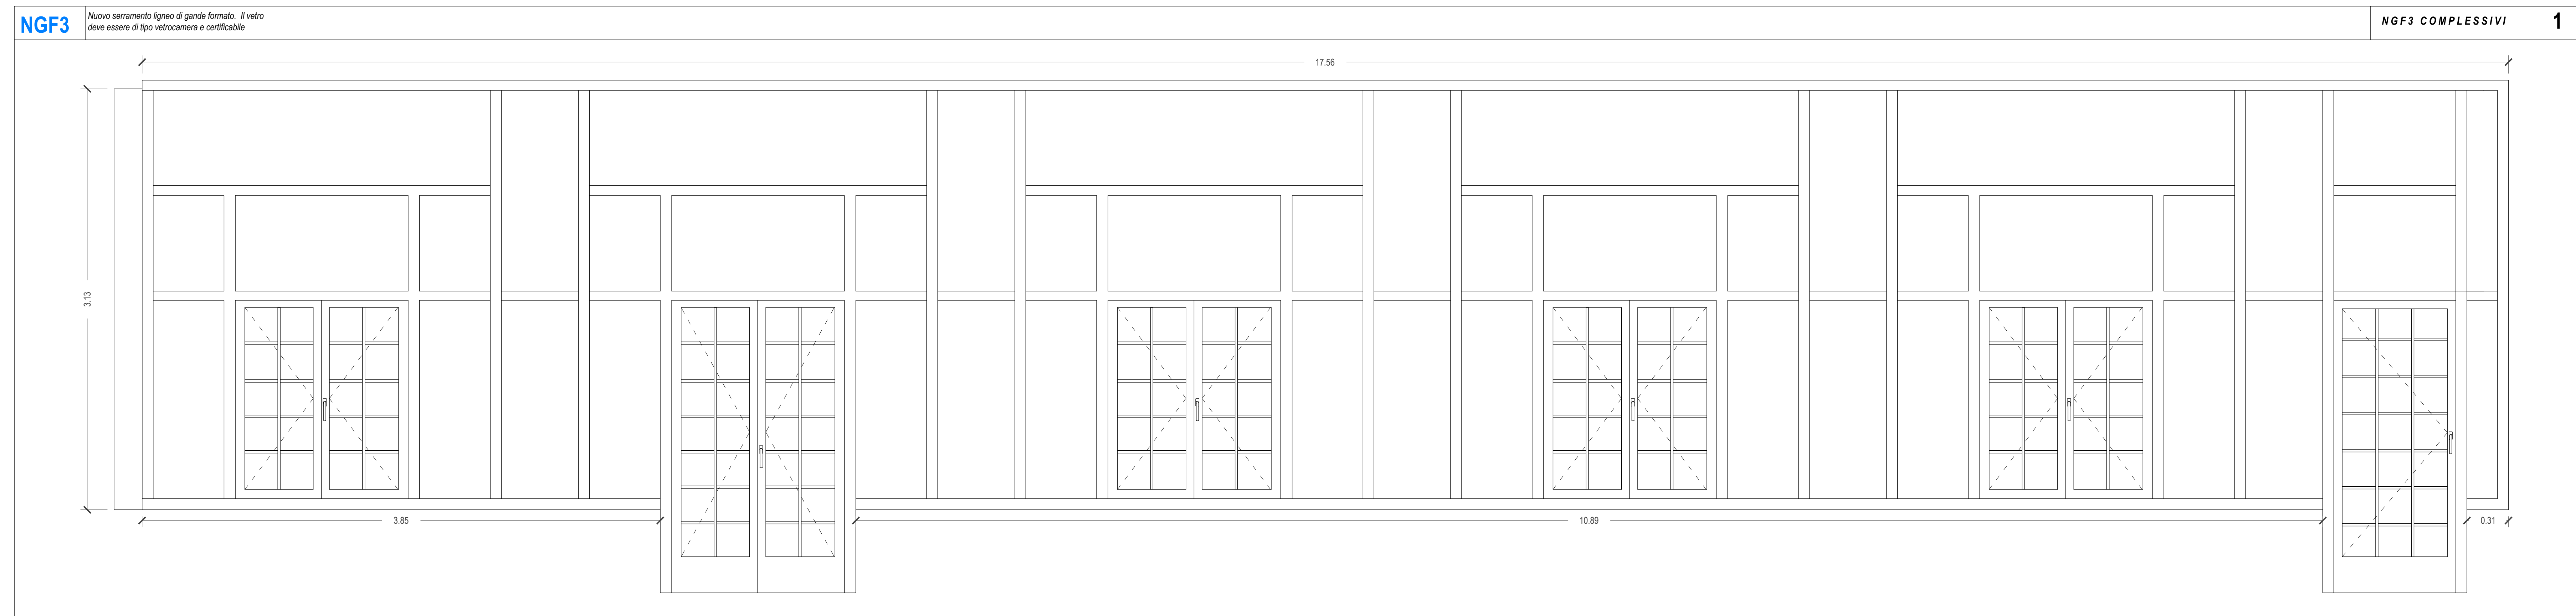 NGF3
Nuovo serramento ligneo di gande formato. Il vetro
deve essere di tipo vetrocamera e certificabile
NGF3 COMPLESSIVI
1
17.56
3.13
3.85
10.89
0.31